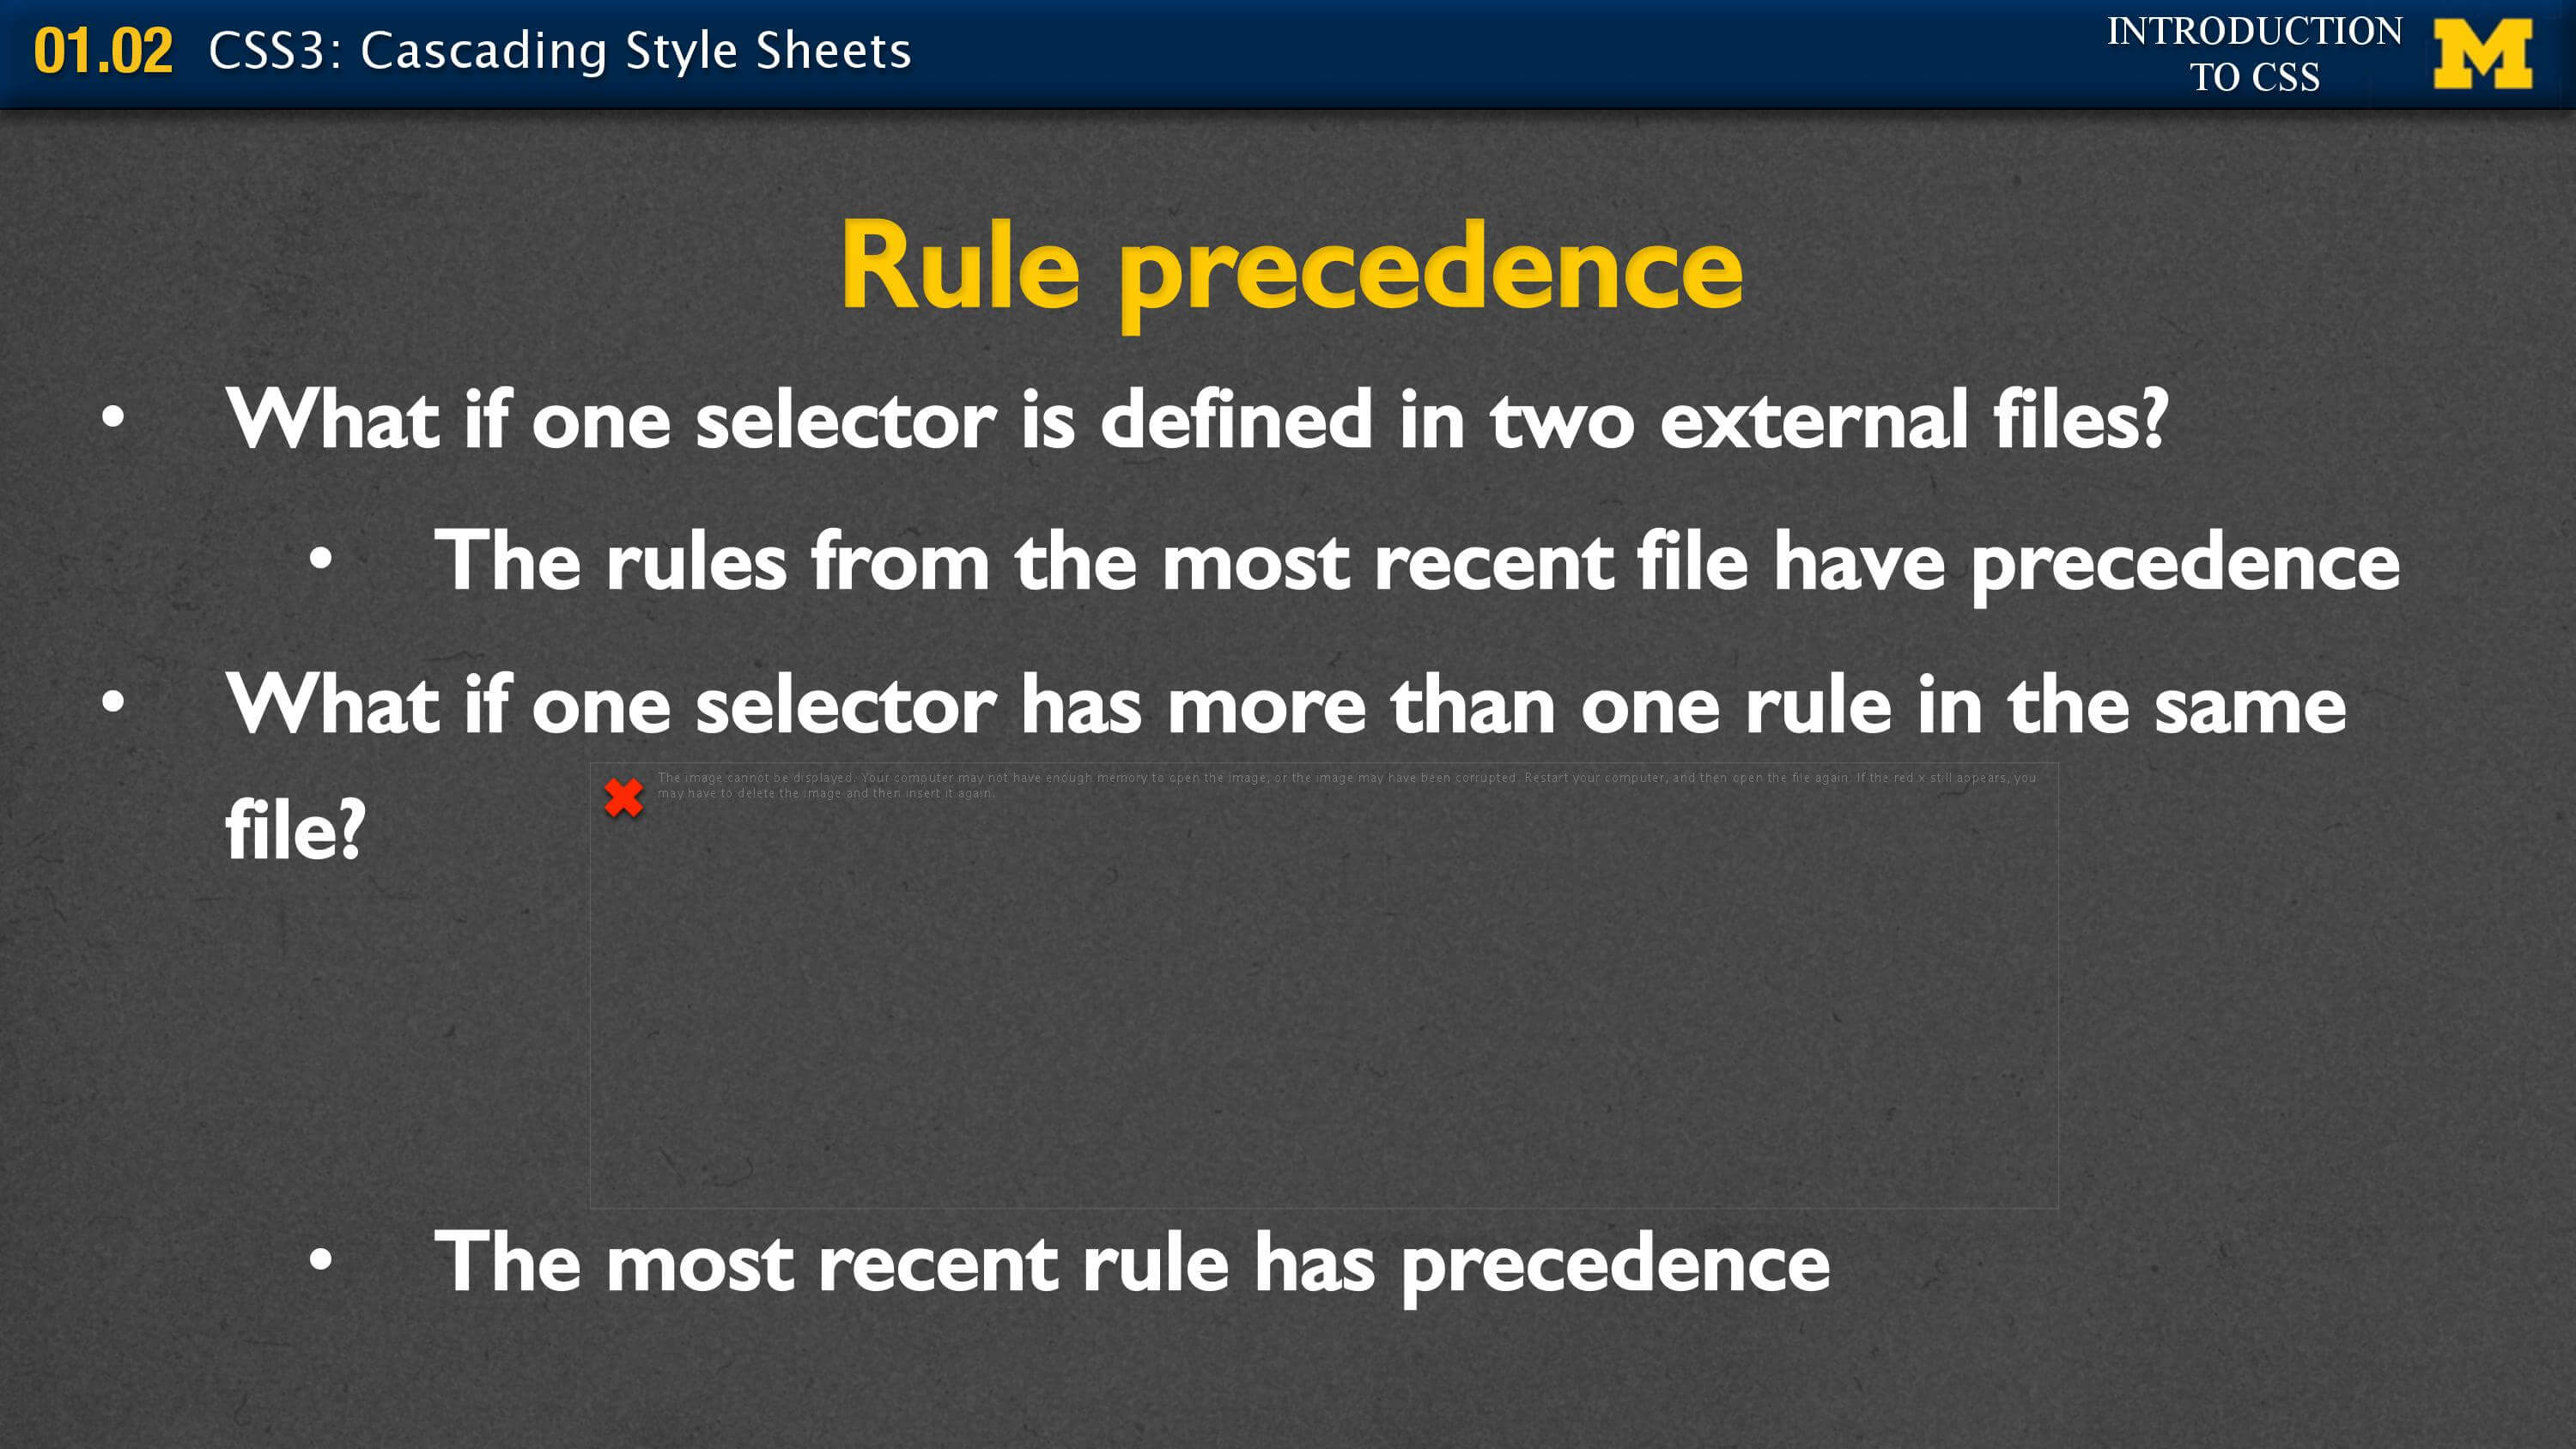 01.02 CSS3: Cascading Style Sheets
INTRODUCTION
TO CSS
M
Rule precedence
• What if one selector is defined in two external files?
• The rules from the most recent file have precedence
• What if one selector has more than one rule in the same
file?
The image cannot be displayed. Your computer may not have enough memory to open the image, or the image may have been corrupted. Restart your computer, and then open the file again. If the red x still appears, you
may have to delete the image and then insert it again.
• The most recent rule has precedence